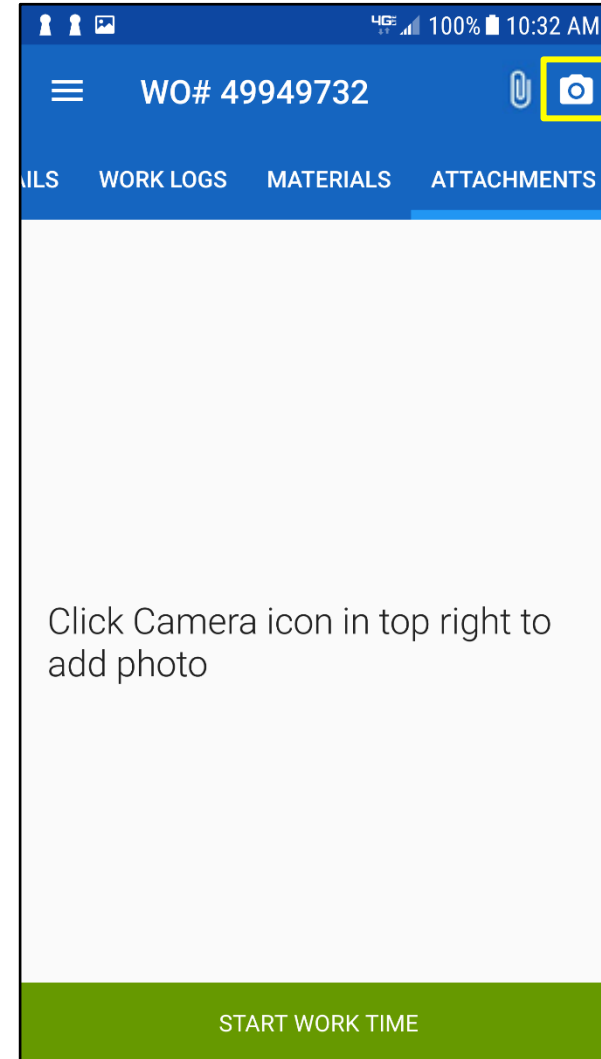 4GE 100% 10:32 AM
WO# 49949732
ILS WORK LOGS MATERIALS ATTACHMENTS
Click Camera icon in top right to
add photo
START WORK TIME